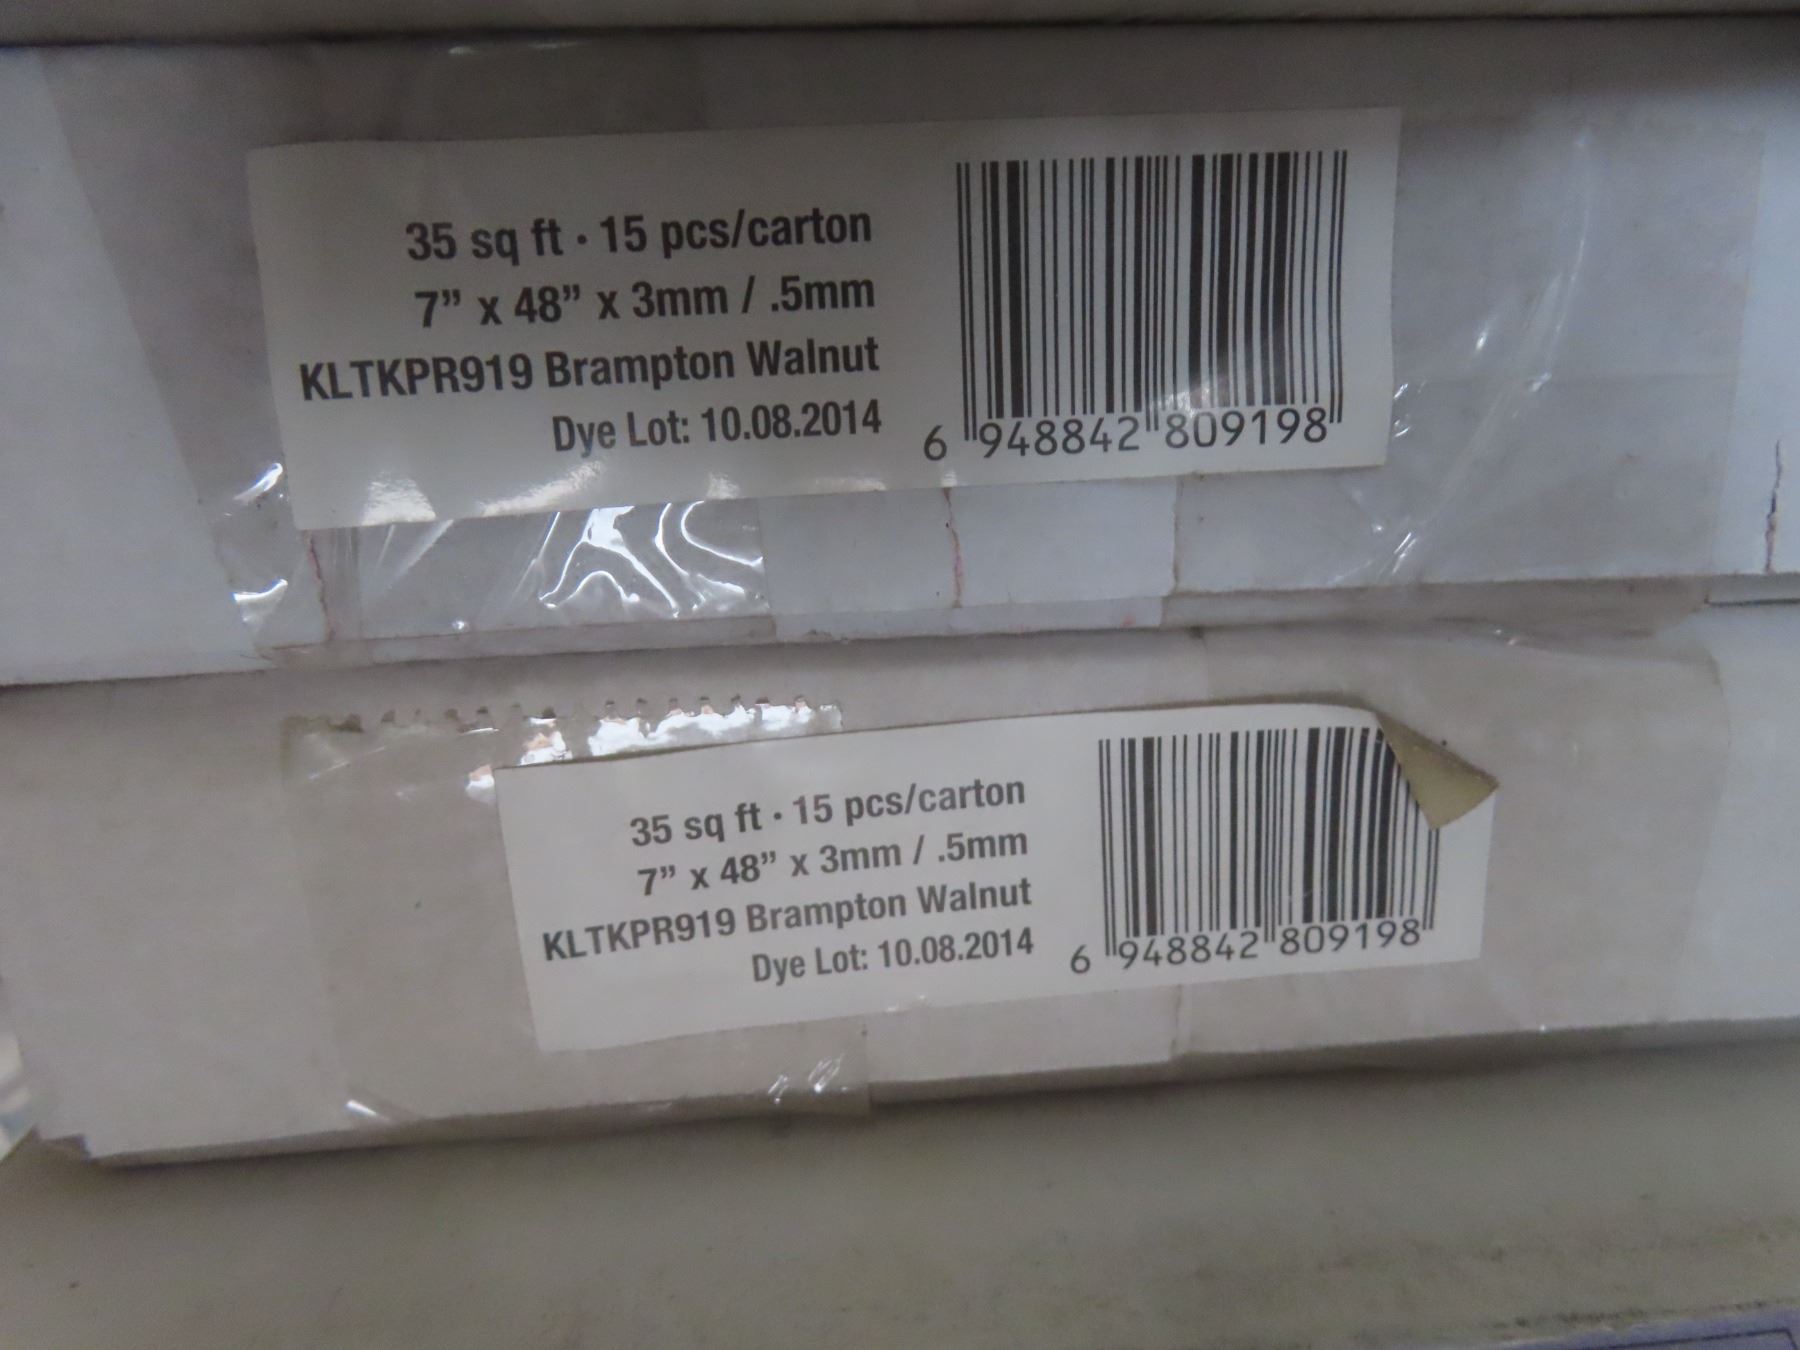 35 sq ft · 15 pcs/carton
7” x 48” x 3mm / .5mm
KLTKPR919 Brampton Walnut
Dye Lot: 10.08.2014
6 948842 809198
35 sq ft · 15 pcs/carton
7” x 48” x 3mm / .5mm
KLTKPR919 Brampton Walnut
Dye Lot: 10.08.2014
6 948842 809198